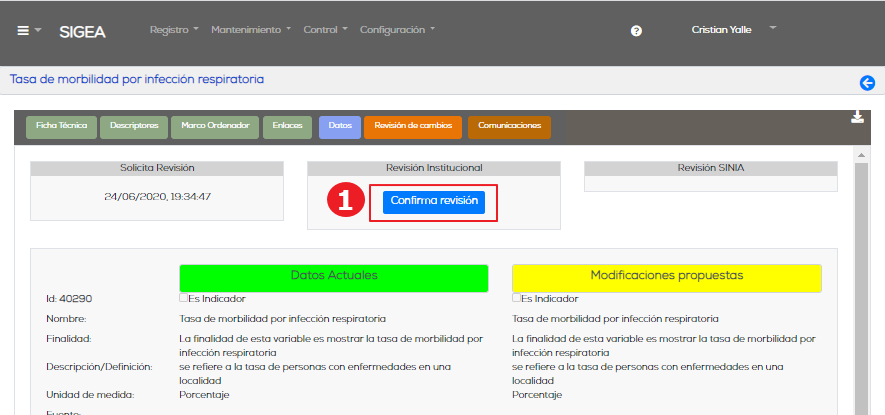 SIGEA Registro Mantenimiento Control Configuración ? Cristian Yalle
Tasa de morbilidad por infección respiratoria
Ficha Técnica Descriptores Marco Ordenador Enlaces Datos Revisión de cambios Comunicaciones
Solicita Revisión Revisión Institucional Revisión SINIA
24/06/2020, 19:34:47 1 Confirma revisión
Datos Actuales Modificaciones propuestas
Id: 40290 Es Indicador Es Indicador
Nombre: Tasa de morbilidad por infección respiratoria Tasa de morbilidad por infección respiratoria
Finalidad: La finalidad de esta variable es mostrar la tasa de morbilidad por La finalidad de esta variable es mostrar la tasa de morbilidad por
infección respiratoria infección respiratoria
Descripción/Definición: se refiere a la tasa de personas con enfermedades en una se refiere a la tasa de personas con enfermedades en una
localidad localidad
Unidad de medida: Porcentaje Porcentaje